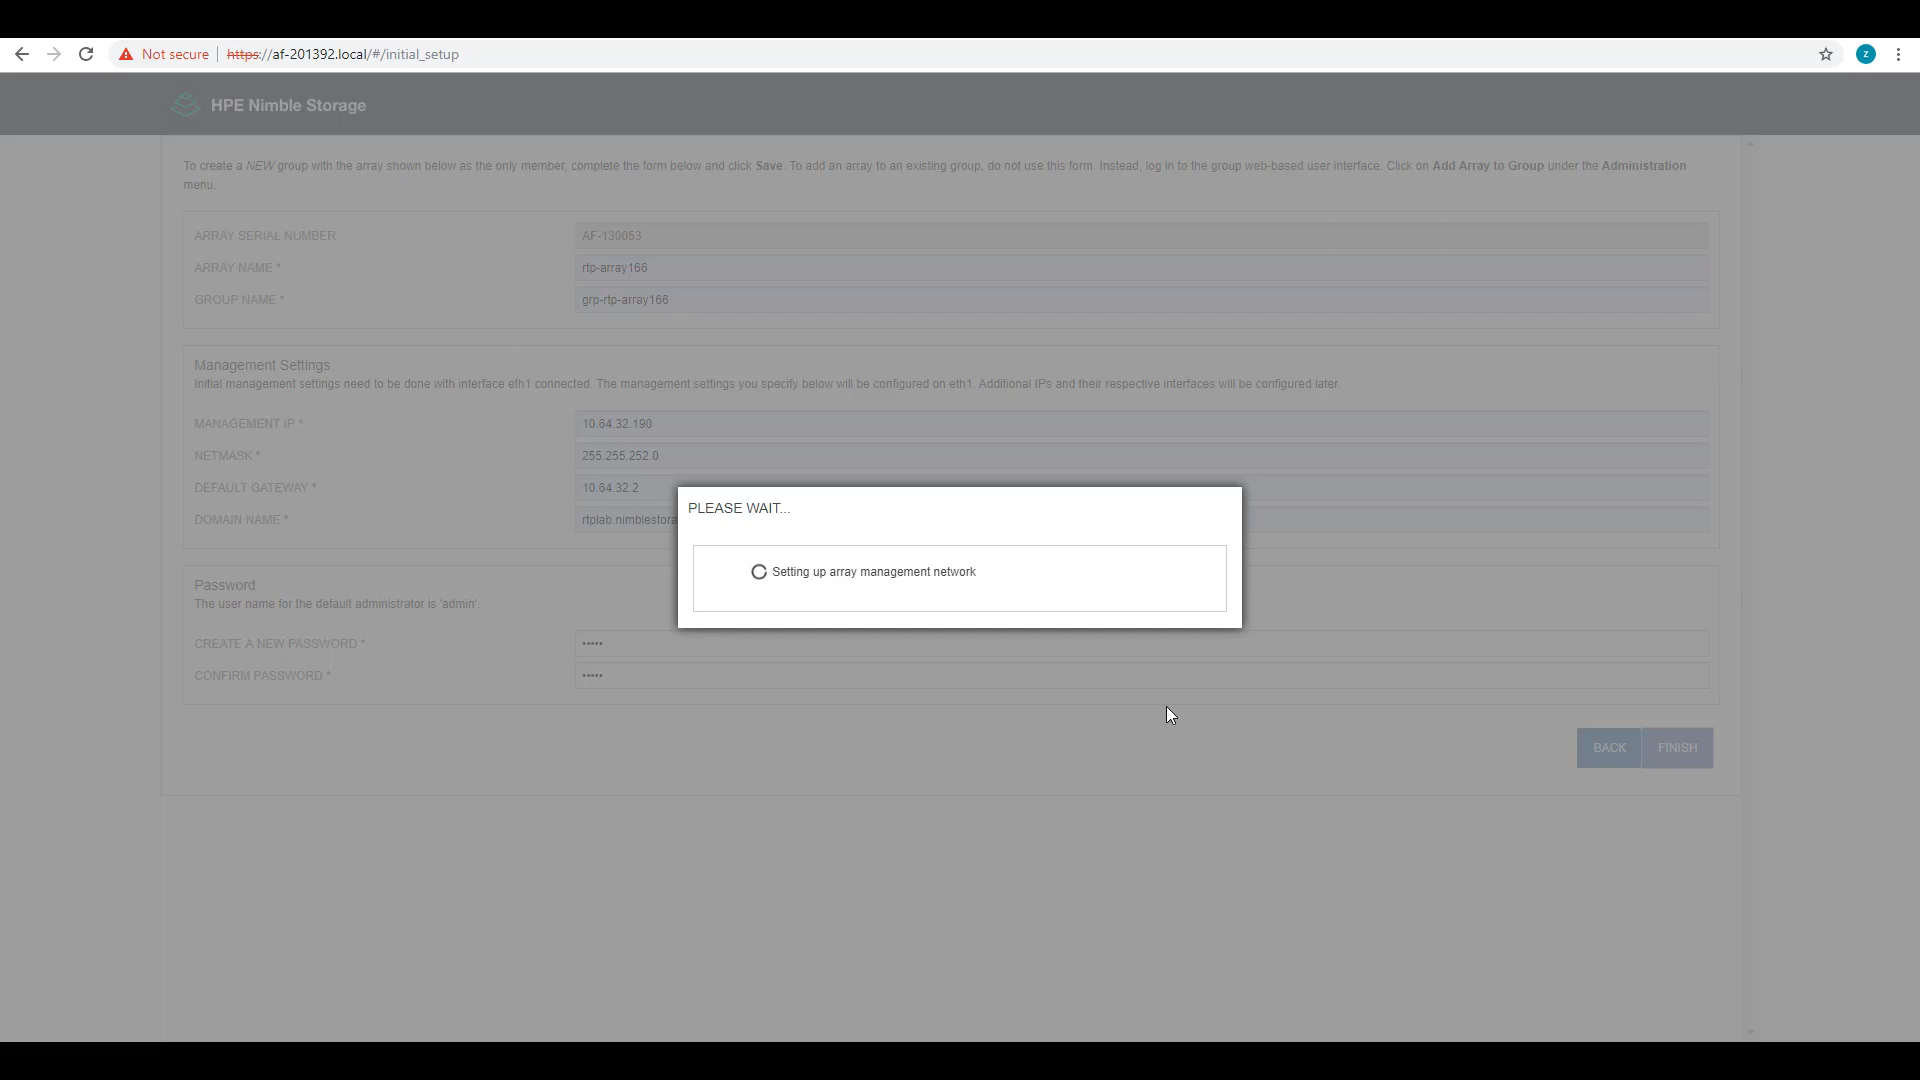 Not secure | https://af-201392.local/#/initial_setup
z
HPE Nimble Storage
To create a NEW group with the array shown below as the only member, complete the form below and click Save. To add an array to an existing group, do not use this form. Instead, log in to the group web-based user interface. Click on Add Array to Group under the Administration
menu.
ARRAY SERIAL NUMBER AF-130053
ARRAY NAME * rtp-array166
GROUP NAME * grp-rtp-array166
Management Settings
Initial management settings need to be done with interface eth1 connected. The management settings you specify below will be configured on eth1. Additional IPs and their respective interfaces will be configured later.
MANAGEMENT IP * 10.64.32.190
NETMASK * 255.255.252.0
DEFAULT GATEWAY * 10.64.32.2
DOMAIN NAME * rtplab.nimblestora
PLEASE WAIT...
Setting up array management network
Password
The user name for the default administrator is 'admin'.
CREATE A NEW PASSWORD * •••••
CONFIRM PASSWORD * •••••
BACK FINISH